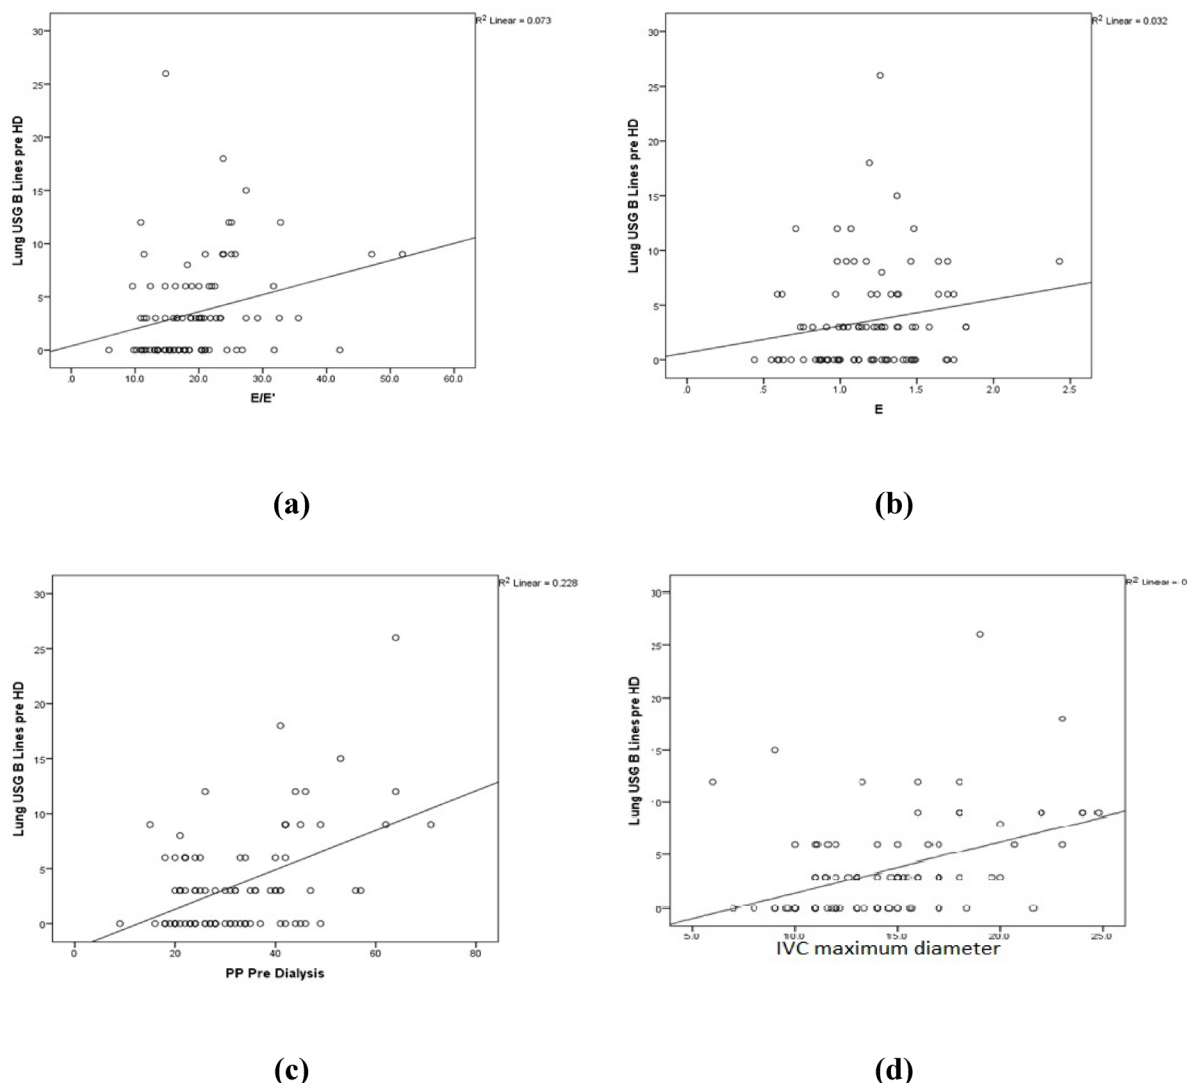 R² Linear = 0.073
30
25
20
15
10
5
0
Lung USG B Lines pre HD
.0 10.0 20.0 30.0 40.0 50.0 60.0
E/E'
(a)
R² Linear = 0.032
30
25
20
15
10
5
0
Lung USG B Lines pre HD
.0 .5 1.0 1.5 2.0 2.5
E
(b)
R² Linear = 0.228
30
25
20
15
10
5
0
Lung USG B Lines pre HD
0 20 40 60 80
PP Pre Dialysis
(c)
R² Linear = 0
30
25
20
15
10
5
0
Lung USG B Lines pre HD
5.0 10.0 15.0 20.0 25.0
IVC maximum diameter
(d)